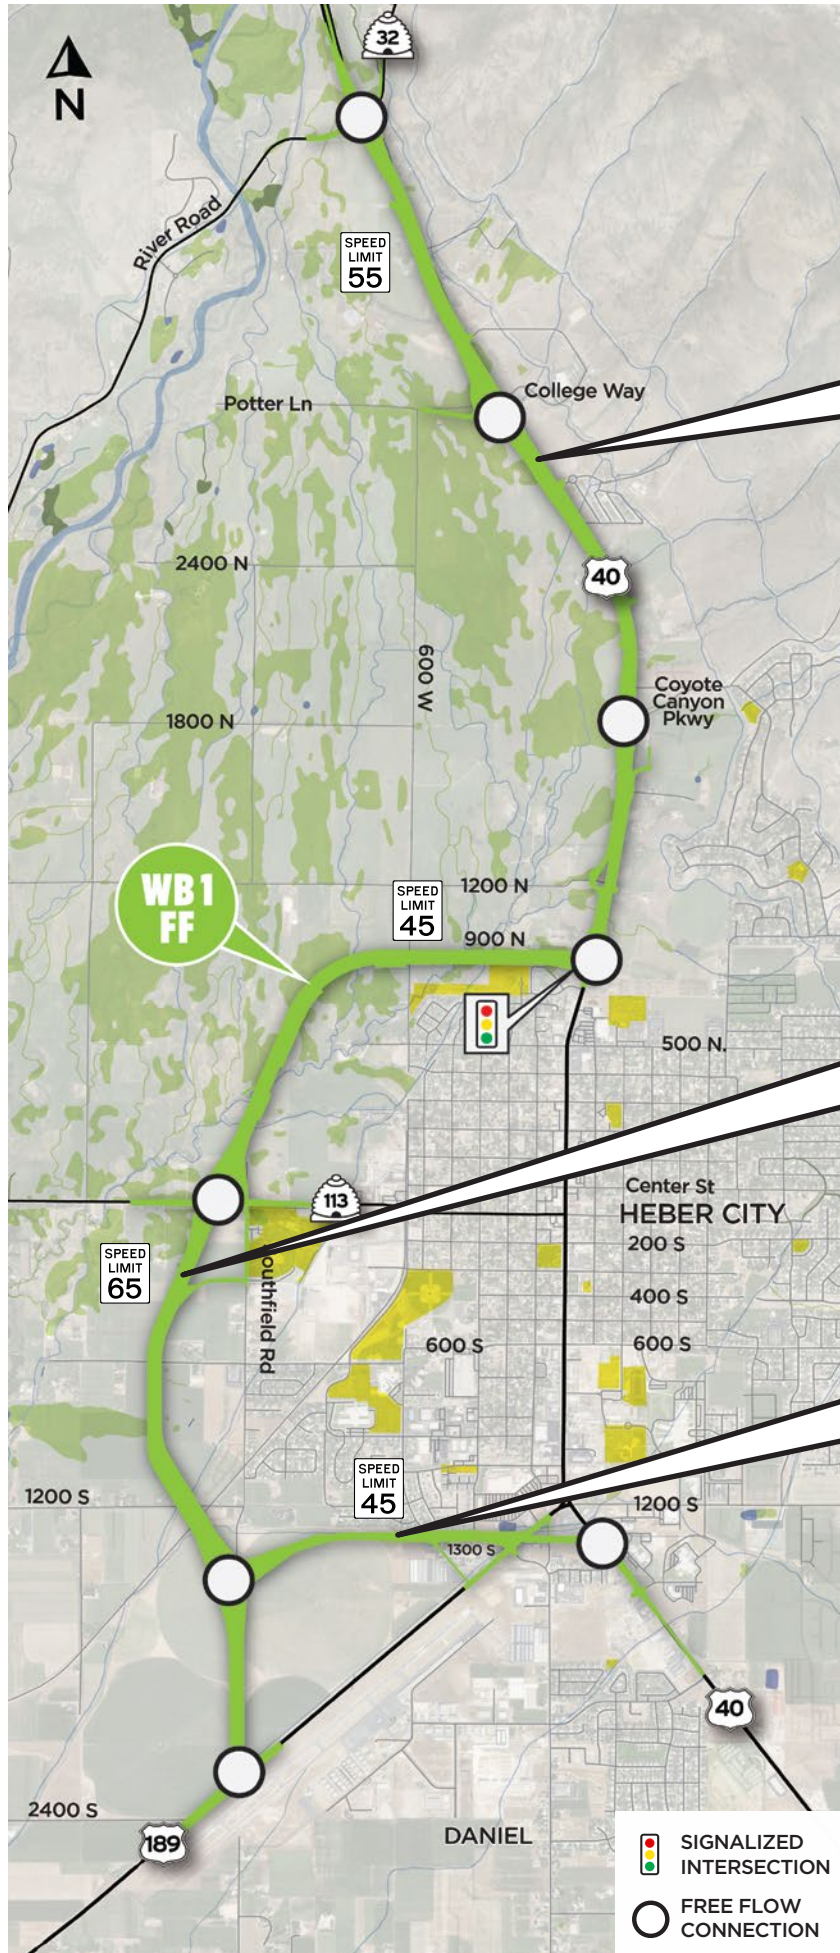 32
N
River Road
SPEED
LIMIT
55
College Way
Potter Ln
2400 N
40
600 W
Coyote
Canyon
Pkwy
1800 N
WB1
FF
SPEED
LIMIT
45
1200 N
900 N
500 N.
113
Center St
HEBER CITY
200 S
SPEED
LIMIT
65
outhfield Rd
400 S
600 S
600 S
SPEED
LIMIT
45
1200 S
1200 S
1300 S
40
2400 S
189
DANIEL
SIGNALIZED
INTERSECTION
FREE FLOW
CONNECTION